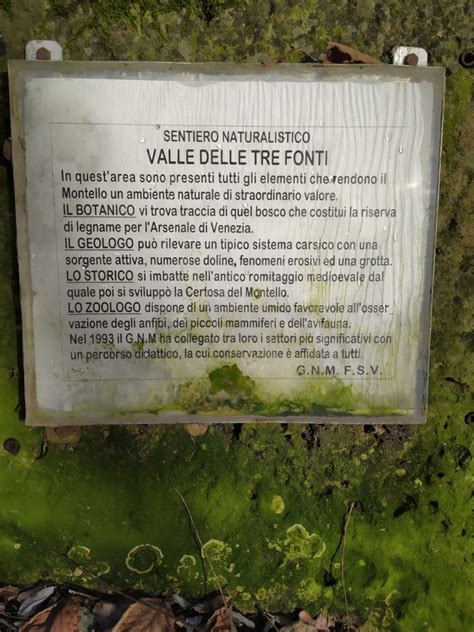 SENTIERO NATURALISTICO
VALLE DELLE TRE FONTI
In quest'area sono presenti tutti gli elementi che rendono il
Montello un ambiente naturale di straordinario valore.
IL BOTANICO vi trova traccia di quel bosco che costituì la riserva
di legname per l'Arsenale di Venezia.
IL GEOLOGO può rilevare un tipico sistema carsico con una
sorgente attiva, numerose doline, fenomeni erosivi ed una grotta.
LO STORICO si imbatte nell'antico romitaggio medioevale dal
quale poi si sviluppò la Certosa del Montello.
LO ZOOLOGO dispone di un ambiente umido favorevole all'osser
vazione degli anfibi, dei piccoli mammiferi e dell'avifauna.
Nel 1993 il G.N.M ha collegato tra loro i settori più significativi con
un percorso didattico, la cui conservazione è affidata a tutti.
G.N.M. F.S.V.